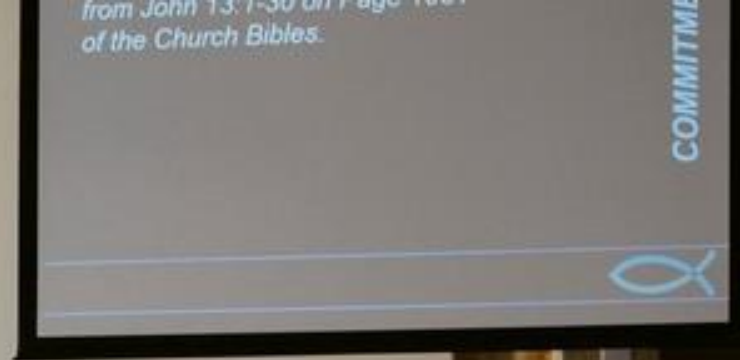 from John 13:1-30 on Page
of the Church Bibles.
COMMITME